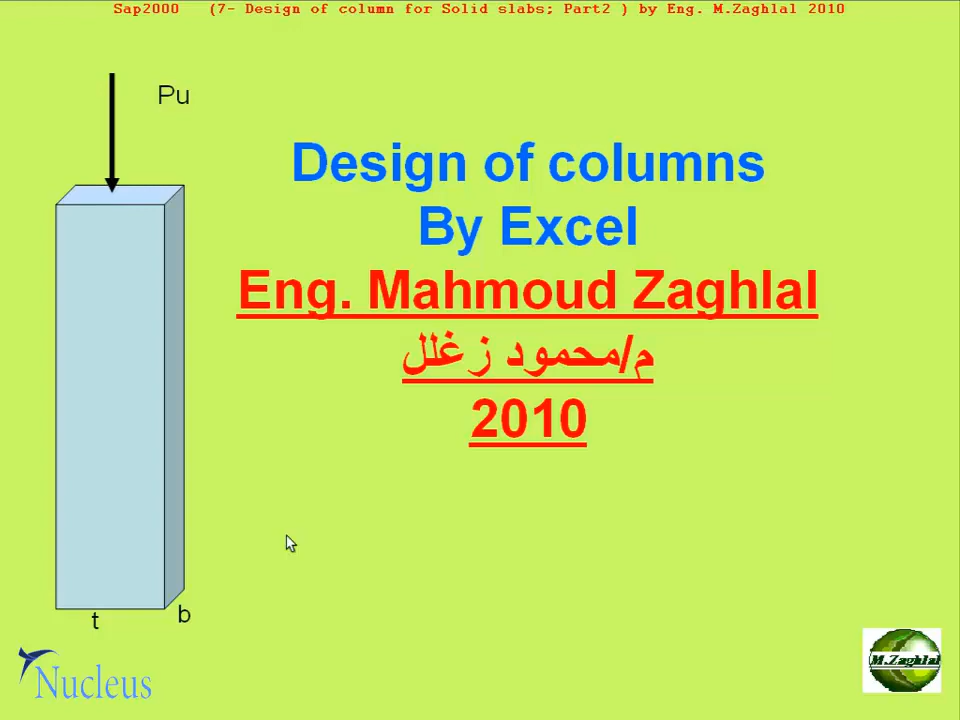 Sap2000 (7- Design of column for Solid slabs; Part2 ) by Eng. M.Zaghlal 2010
Pu
Design of columns
By Excel
Eng. Mahmoud Zaghlal
م/محمود زغلل
2010
t
b
Nucleus
M.Zaghlal